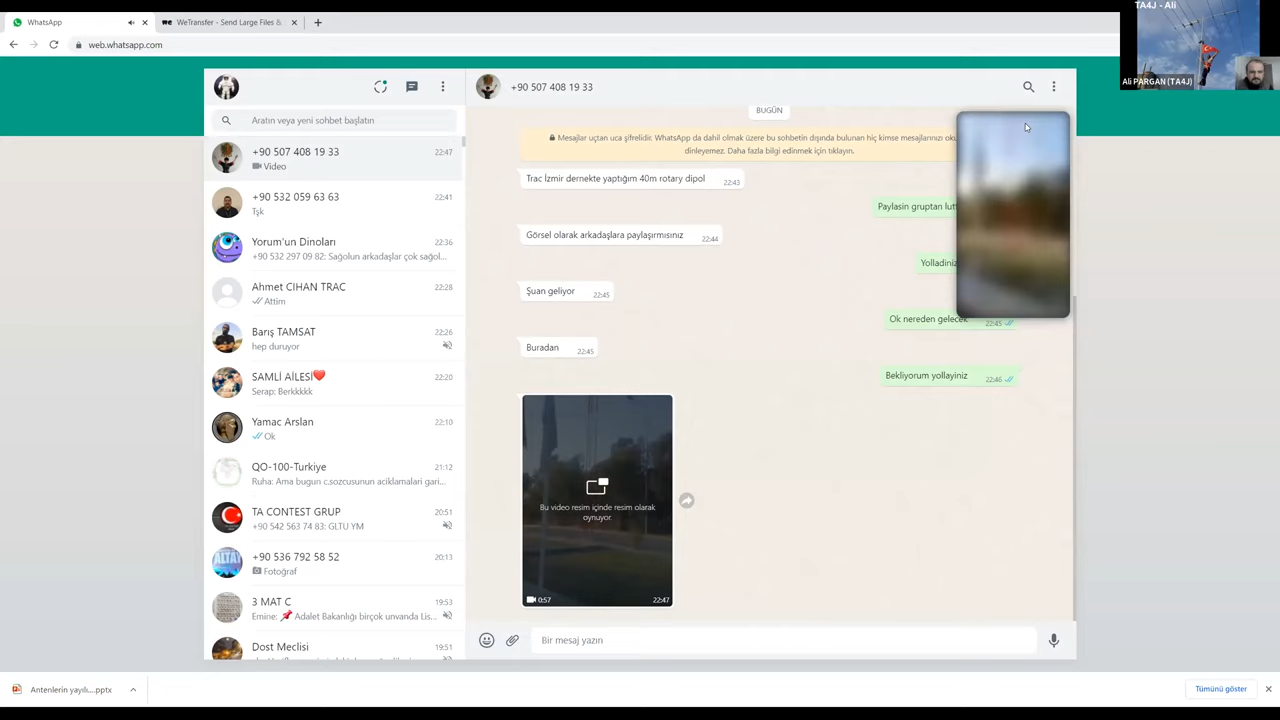 TA4J - Ali
WhatsApp
WeTransfer - Send Large Files &
web.whatsapp.com
Ali PARGAN (TA4J)
+90 507 408 19 33
Aratın veya yeni sohbet başlatın
BUGÜN
Mesajlar uçtan uca şifrelidir. WhatsApp da dahil olmak üzere bu sohbetin dışında bulunan hiç kimse mesajlarınızı
dinleyemez. Daha fazla bilgi edinmek için tıklayın.
+90 507 408 19 33
22:47
Video
+90 532 059 63 63
22:41
Tşk
Yorum'un Dinoları
22:36
+90 532 297 09 82: Sağolun arkadaşlar çok sağol...
Ahmet CIHAN TRAC
22:28
Attim
Barış TAMSAT
22:26
hep duruyor
SAMLİ AİLESİ❤️
22:20
Serap: Berkkkkk
Yamac Arslan
22:10
Ok
QO-100-Turkiye
21:12
Ruha: Ama bugun c.sozcusunun aciklamalari gari...
TA CONTEST GRUP
20:51
+90 542 563 74 83: GLTU YM
+90 536 792 58 52
20:13
Fotoğraf
3 MAT C
19:53
Emine: 📌 Adalet Bakanlığı birçok unvanda Lis...
Dost Meclisi
19:51
Trac İzmir dernekte yaptığım 40m rotary dipol 22:43
Paylasin gruptan
Görsel olarak arkadaşlara paylaşırmısınız 22:44
Yolladiniz
Şuan geliyor 22:45
Ok nereden gelecek 22:45
Buradan 22:45
Bekliyorum yollayiniz 22:46
Bu video resim içinde resim olarak
oynuyor.
0:57 22:47
Bir mesaj yazın
Antenlerin yayılı....pptx
Tümünü göster